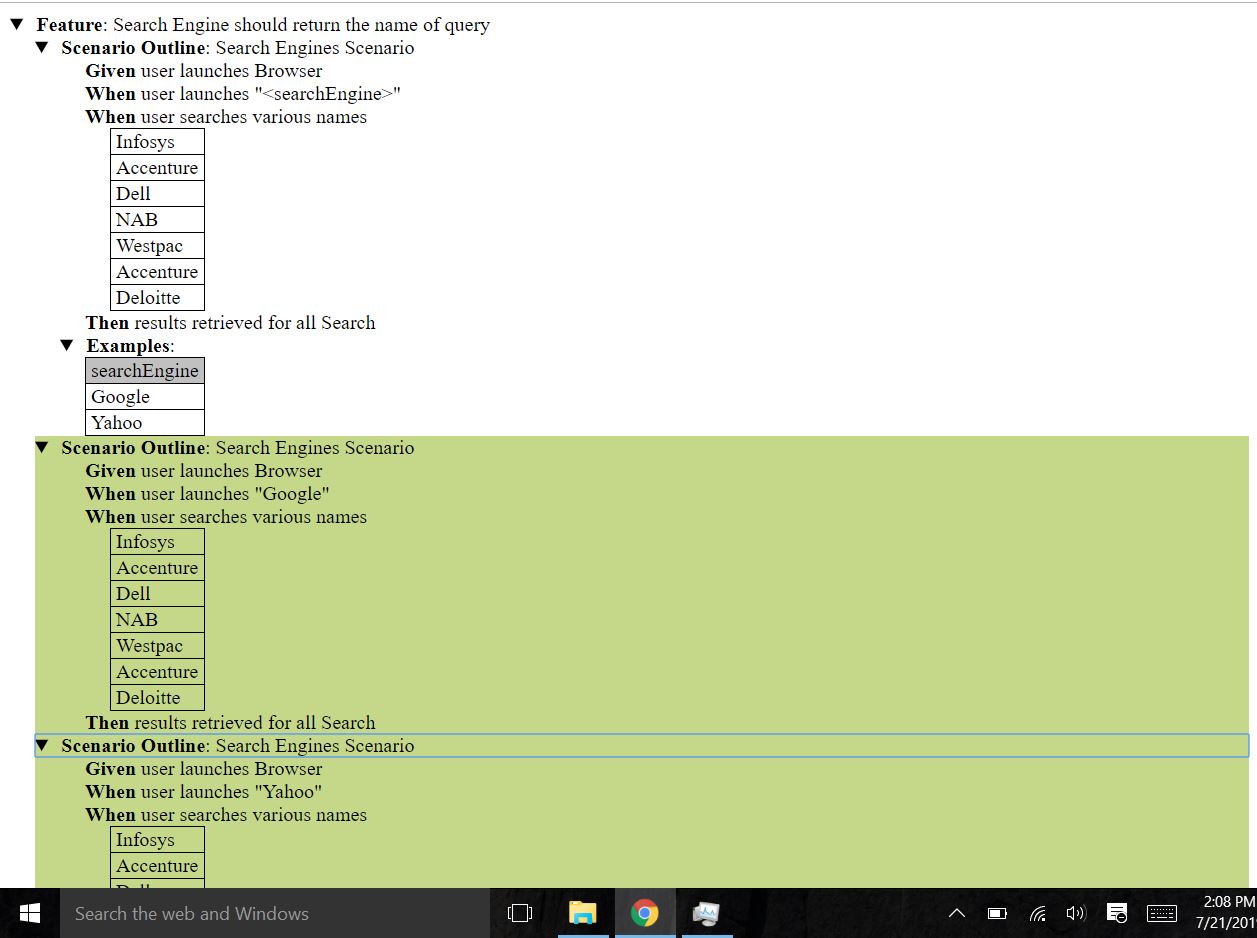 Feature: Search Engine should return the name of query
Scenario Outline: Search Engines Scenario
Given user launches Browser
When user launches "<searchEngine>"
When user searches various names
Infosys
Accenture
Dell
NAB
Westpac
Accenture
Deloitte
Then results retrieved for all Search
Examples:
searchEngine
Google
Yahoo
Scenario Outline: Search Engines Scenario
Given user launches Browser
When user launches "Google"
When user searches various names
Infosys
Accenture
Dell
NAB
Westpac
Accenture
Deloitte
Then results retrieved for all Search
Scenario Outline: Search Engines Scenario
Given user launches Browser
When user launches "Yahoo"
When user searches various names
Infosys
Accenture
Search the web and Windows
2:08 PM
7/21/201